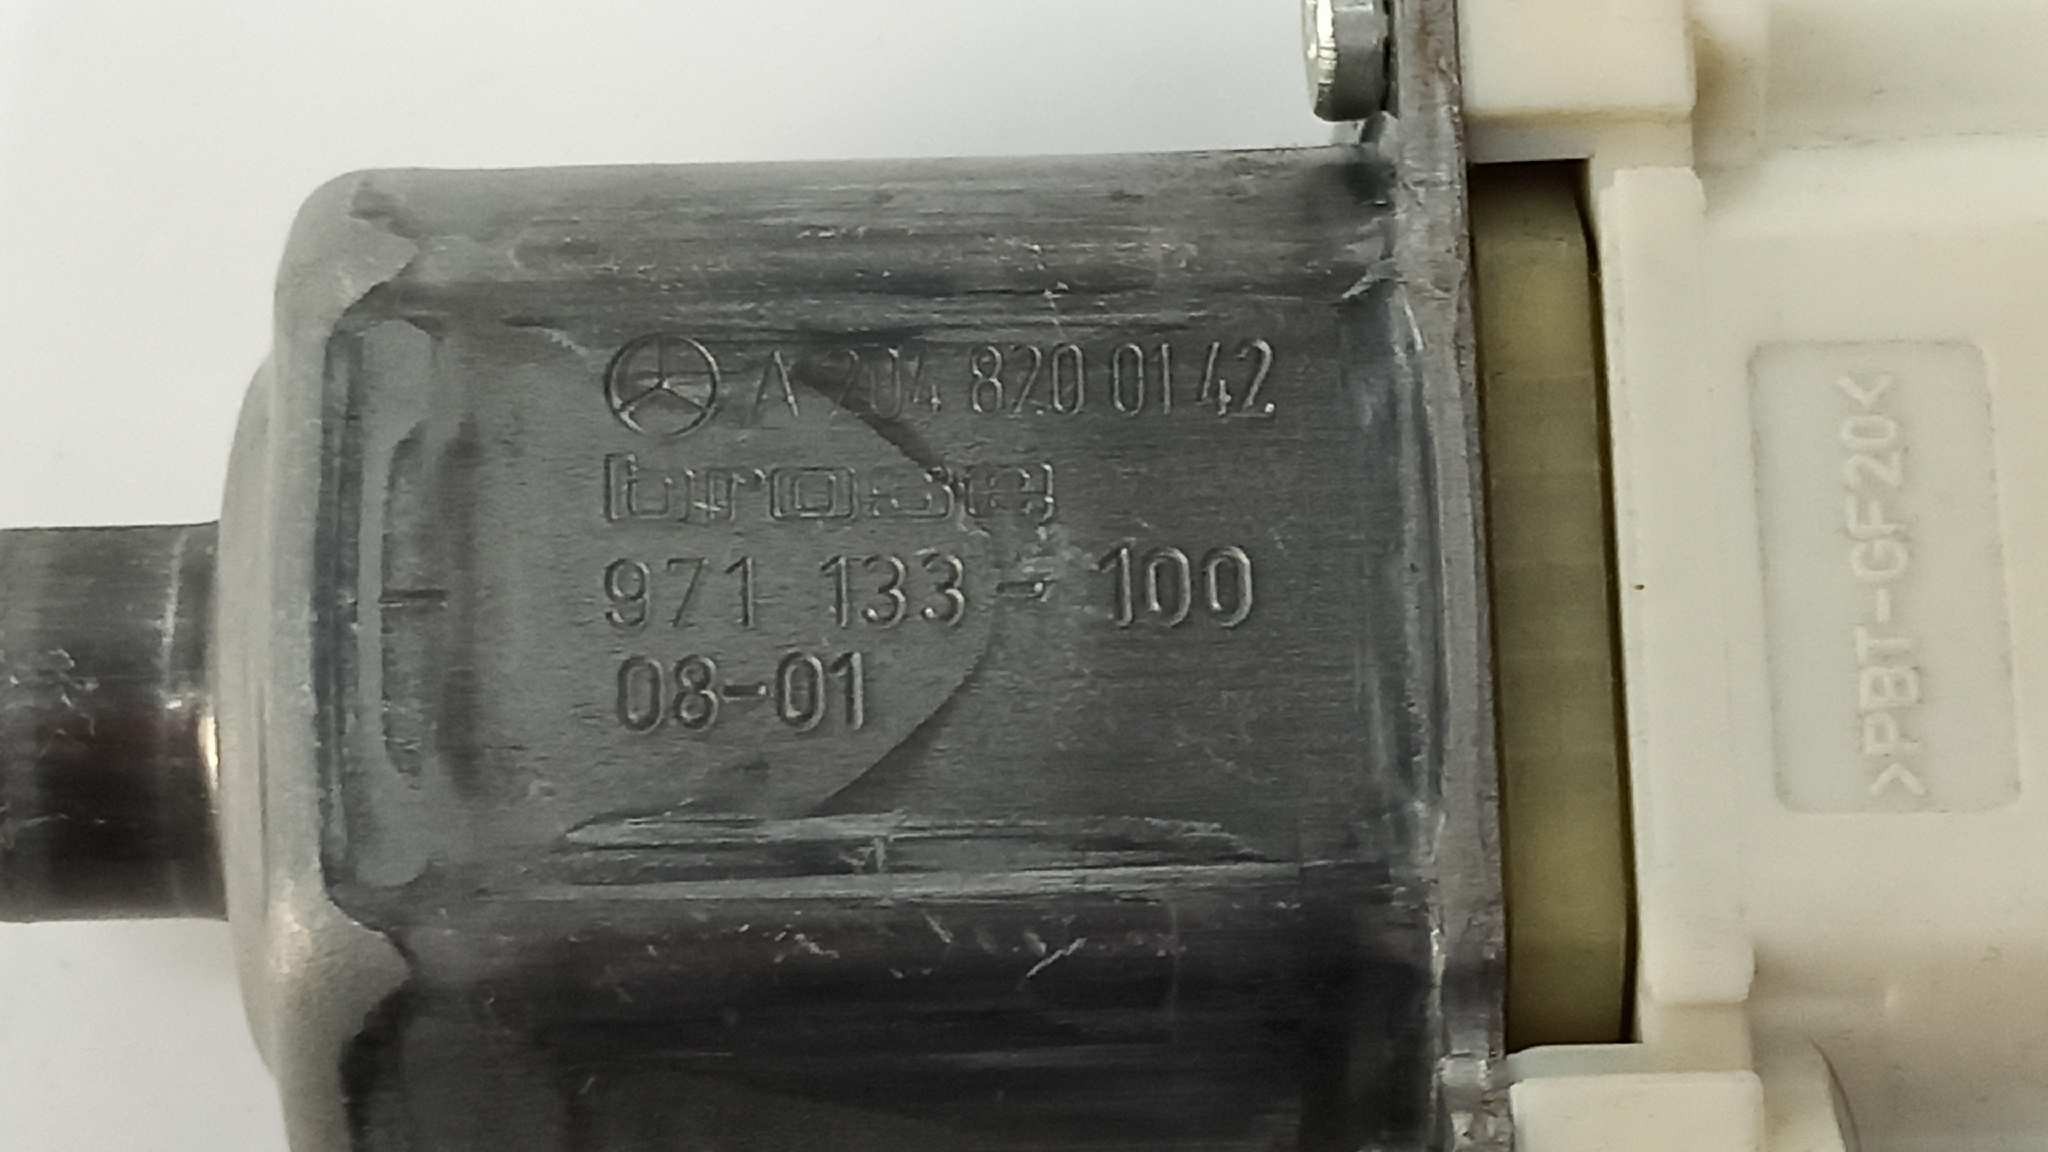 A 204 820 01 42
brose
971 133-100
08-01
>PBT-GF20<